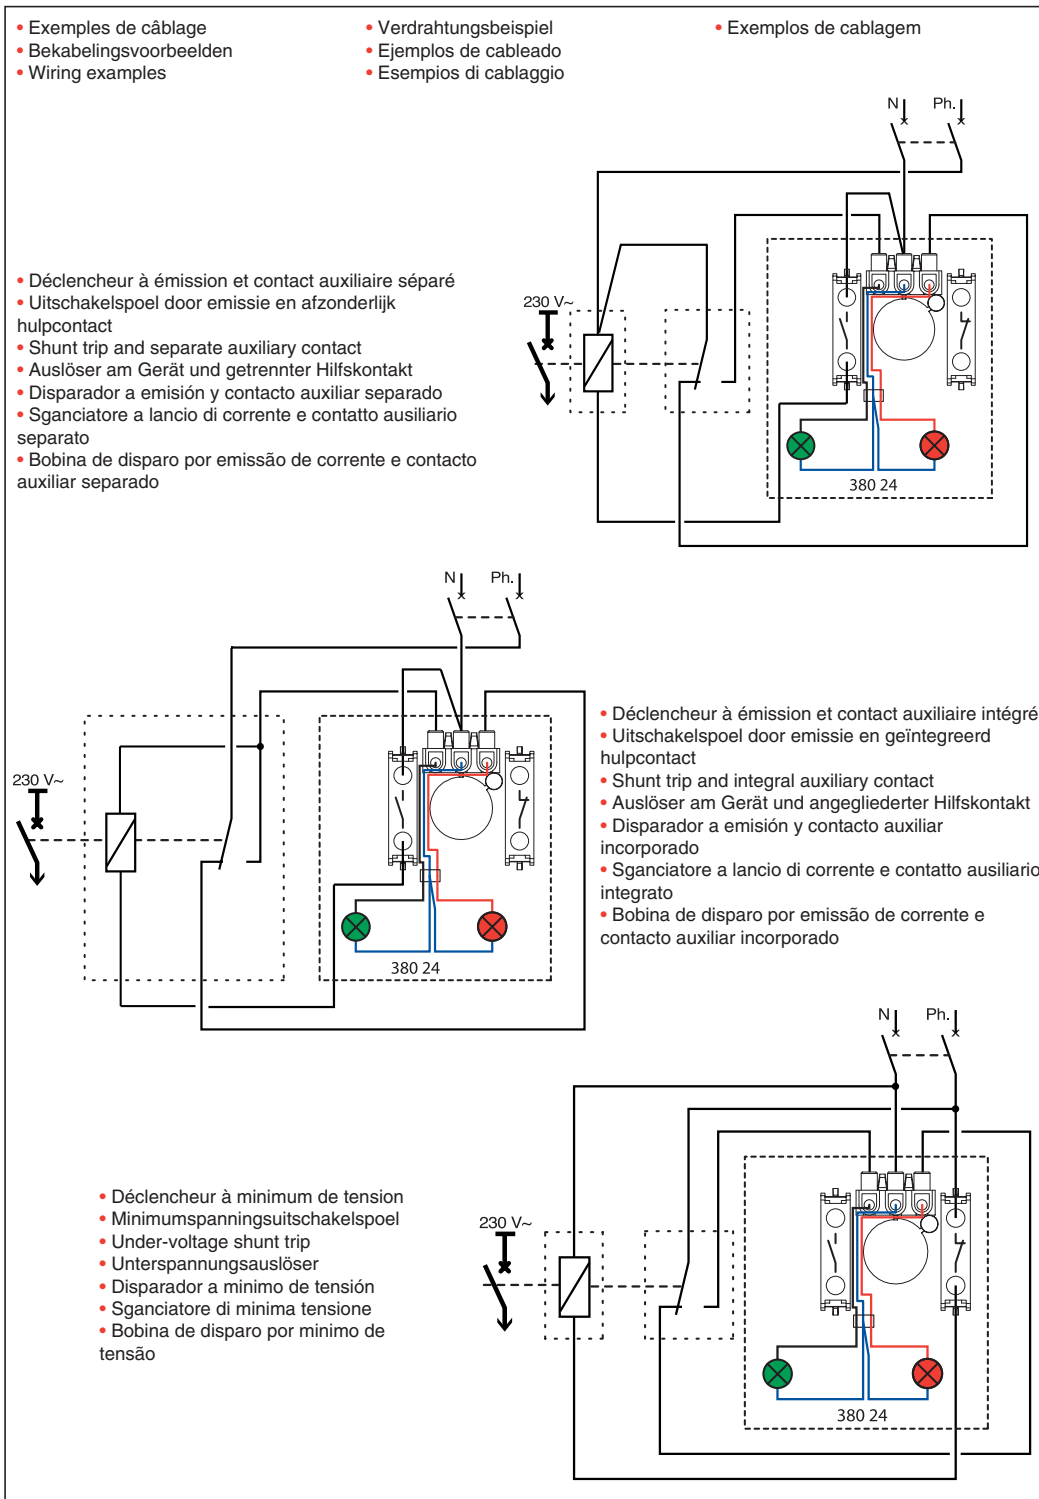 • Exemples de câblage
• Bekabelingsvoorbeelden
• Wiring examples
• Verdrahtungsbeispiel
• Ejemplos de cableado
• Esempios di cablaggio
• Exemplos de cablagem
N Ph.
• Déclencheur à émission et contact auxiliaire séparé
• Uitschakelspoel door emissie en afzonderlijk
hulpcontact
• Shunt trip and separate auxiliary contact
• Auslöser am Gerät und getrennter Hilfskontakt
• Disparador a emisión y contacto auxiliar separado
• Sganciatore a lancio di corrente e contatto ausiliario
separato
• Bobina de disparo por emissão de corrente e contacto
auxiliar separado
230 V~
380 24
N Ph.
230 V~
380 24
• Déclencheur à émission et contact auxiliaire intégré
• Uitschakelspoel door emissie en geïntegreerd
hulpcontact
• Shunt trip and integral auxiliary contact
• Auslöser am Gerät und angegliederter Hilfskontakt
• Disparador a emisión y contacto auxiliar
incorporado
• Sganciatore a lancio di corrente e contatto ausiliario
integrato
• Bobina de disparo por emissão de corrente e
contacto auxiliar incorporado
N Ph.
• Déclencheur à minimum de tension
• Minimumspanningsuitschakelspoel
• Under-voltage shunt trip
• Unterspannungsauslöser
• Disparador a minimo de tensión
• Sganciatore di minima tensione
• Bobina de disparo por minimo de
tensão
230 V~
380 24